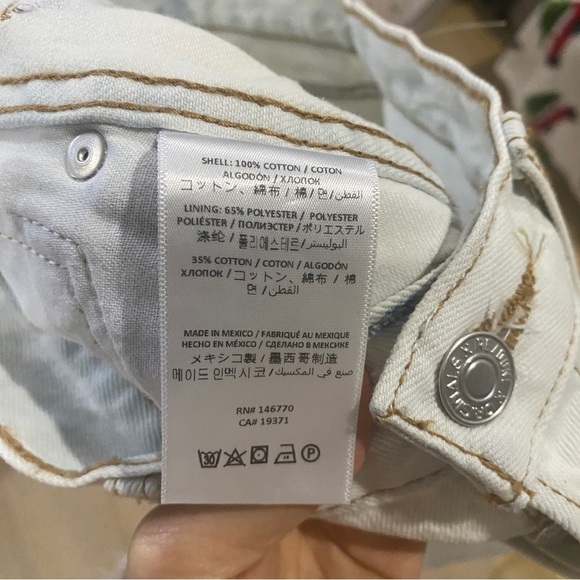 SHELL: 100% COTTON / COTON
ALGODÓN / ХЛОПОК
コットン、綿布 / 棉 /면/ القطن
LINING: 65% POLYESTER / POLYESTER
POLIÉSTER / ПОЛИЭСТЕР / ポリエステル
涤纶 /폴리에스테르/ البوليستر
35% COTTON / COTON / ALGODÓN
ХЛОПОК / コットン、綿布 / 棉
면/ القطن
MADE IN MEXICO / FABRIQUÉ AU MEXIQUE
HECHO EN MÉXICO / СДЕЛАНО В МЕКСИКЕ
メキシコ製 / 墨西哥制造
메이드 인멕시코 / صنع في المكسيك
RN# 146770
CA# 19371
30
P